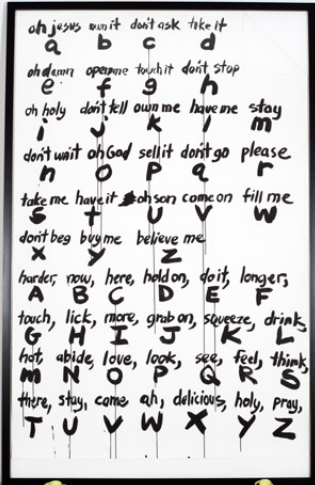 oh jesus own it don't ask take it
a b c d
oh damn open me touch it don't stop
e f g h
oh holy don't tell own me have me stay
i j k l m
don't wait oh God sell it don't go please
n o p q r
take me have it oh son come on fill me
s t u v w
don't beg buy me believe me
x y z
harder, now, here, hold on, do it, longer,
A B C D E F
touch, lick, more, grab on, squeeze, drink,
G H I J K L
hot, abide, love, look, see, feel, think,
m N O P Q R S
there, stay, come ah, delicious, holy, pray,
T U V W X Y Z